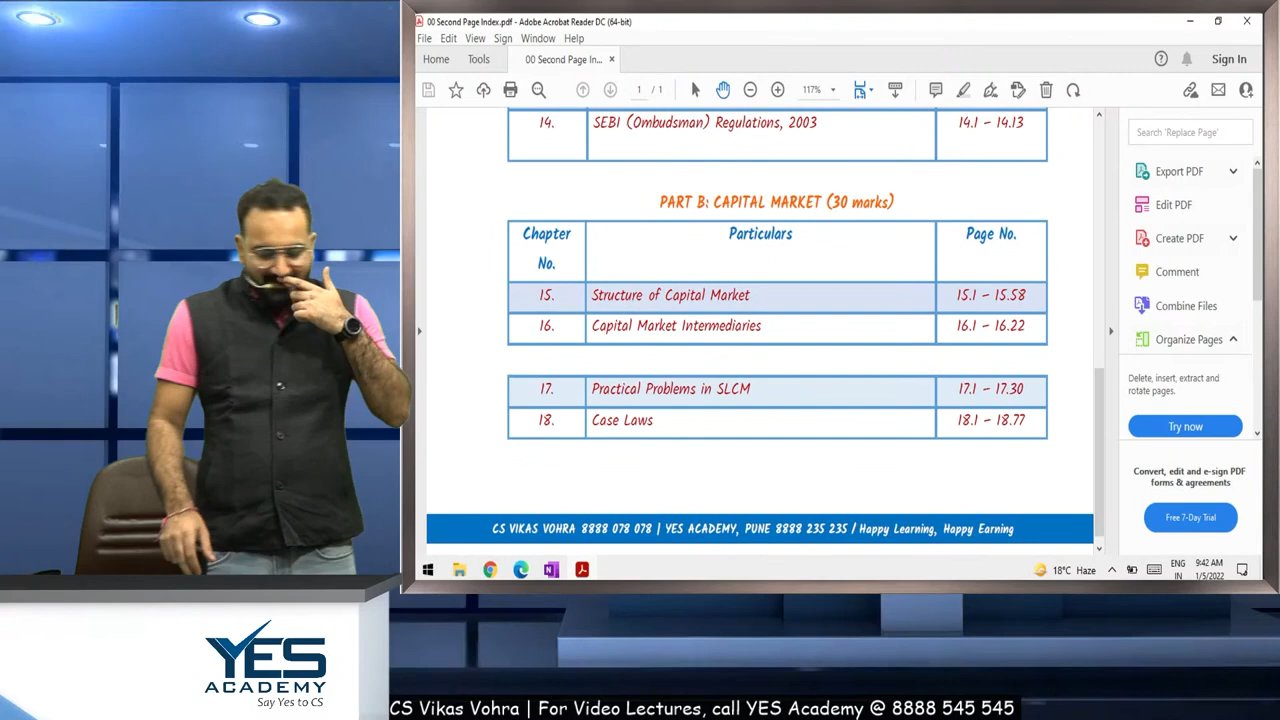 00 Second Page Index.pdf - Adobe Acrobat Reader DC (64-bit)
File Edit View Sign Window Help
Home Tools 00 Second Page In... × Sign In
1 / 1 117%
14. SEBI (Ombudsman) Regulations, 2003 14.1 – 14.13
PART B: CAPITAL MARKET (30 marks)
Chapter No. Particulars Page No.
15. Structure of Capital Market 15.1 – 15.58
16. Capital Market Intermediaries 16.1 – 16.22
17. Practical Problems in SLCM 17.1 – 17.30
18. Case Laws 18.1 – 18.77
CS VIKAS VOHRA 8888 078 078 | YES ACADEMY, PUNE 8888 235 235 / Happy Learning, Happy Earning
Search 'Replace Page'
Export PDF
Edit PDF
Create PDF
Comment
Combine Files
Organize Pages
Delete, insert, extract and
rotate pages.
Try now
Convert, edit and e-sign PDF
forms & agreements
Free 7-Day Trial
18°C Haze
ENG
IN
9:42 AM
1/5/2022
YES
ACADEMY
Say Yes to CS
CS Vikas Vohra | For Video Lectures, call YES Academy @ 8888 545 545